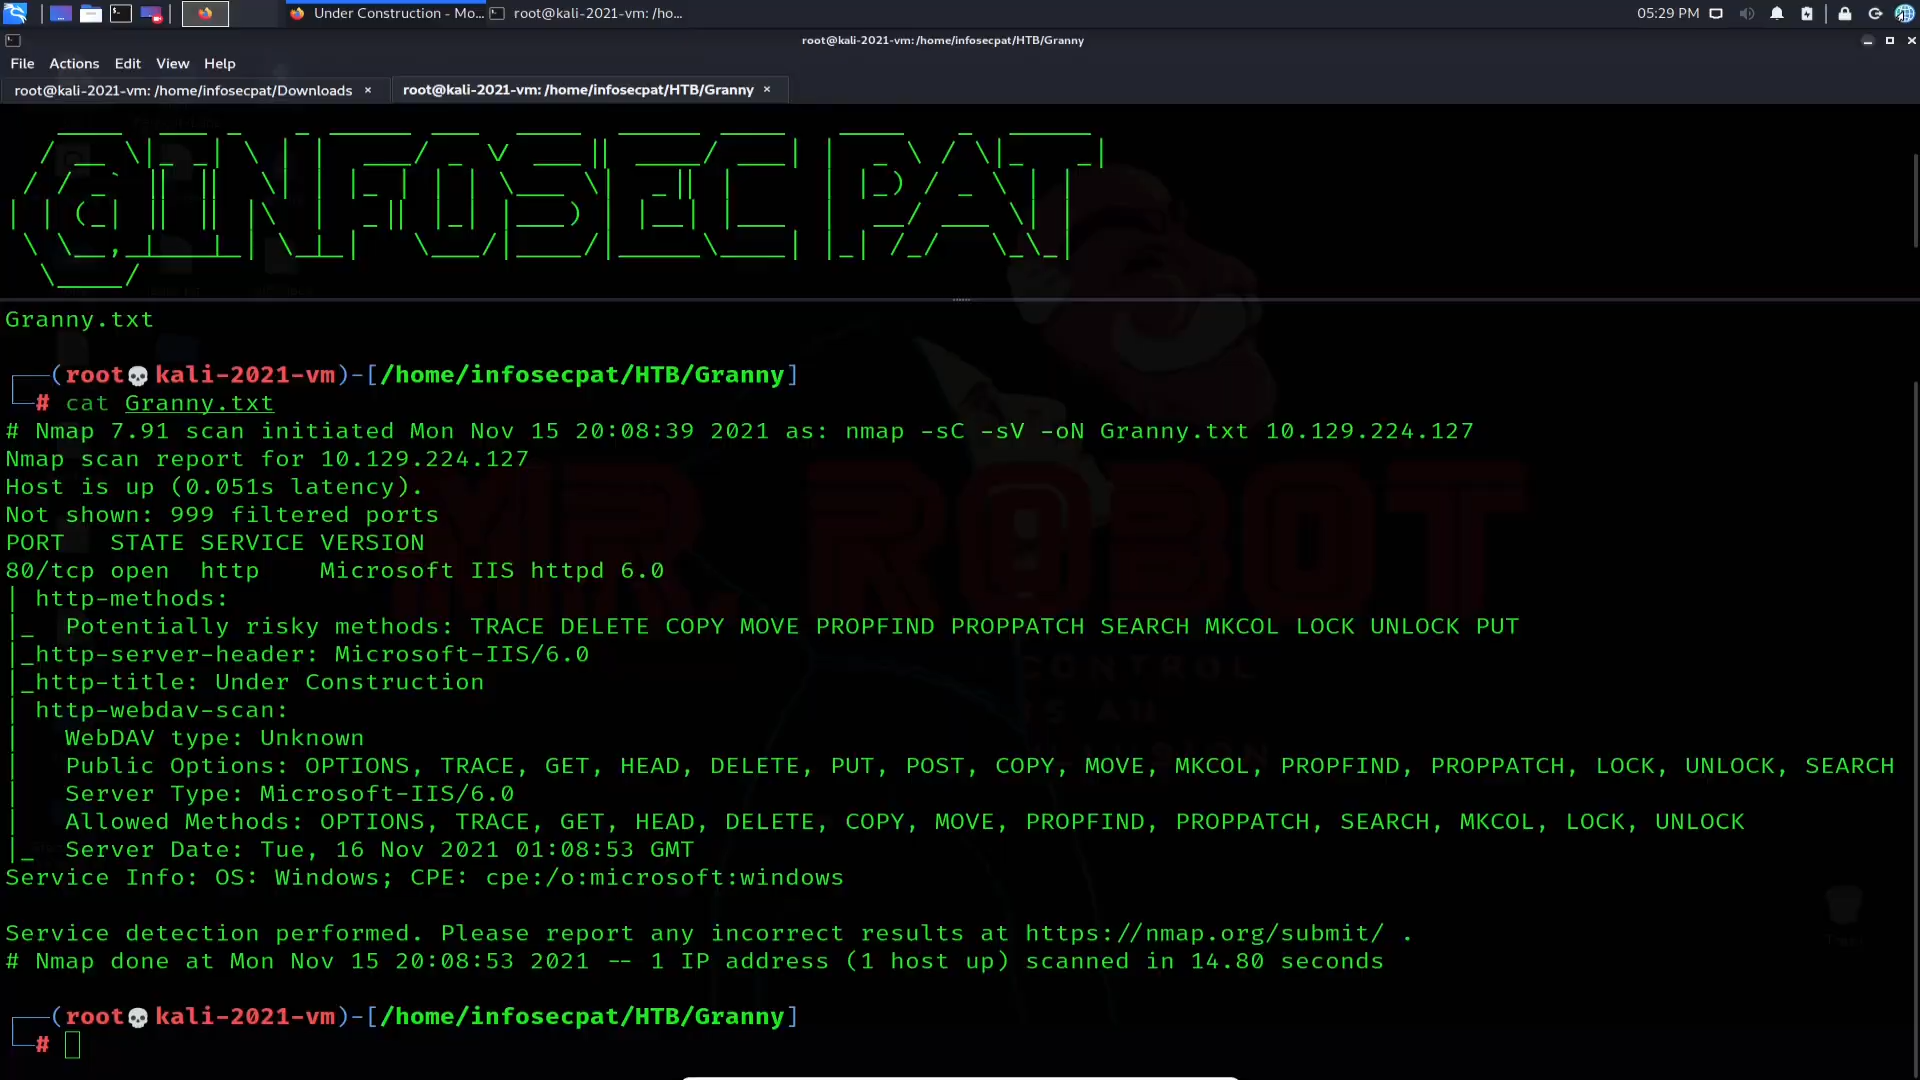 Under Construction - Mo...
root@kali-2021-vm: /ho...
05:29 PM
root@kali-2021-vm: /home/infosecpat/HTB/Granny
File Actions Edit View Help
root@kali-2021-vm: /home/infosecpat/Downloads ×
root@kali-2021-vm: /home/infosecpat/HTB/Granny ×
@INFOSEC PAT
Granny.txt
(root💀kali-2021-vm)-[/home/infosecpat/HTB/Granny]
# cat Granny.txt
# Nmap 7.91 scan initiated Mon Nov 15 20:08:39 2021 as: nmap -sC -sV -oN Granny.txt 10.129.224.127
Nmap scan report for 10.129.224.127
Host is up (0.051s latency).
Not shown: 999 filtered ports
PORT   STATE SERVICE VERSION
80/tcp open  http    Microsoft IIS httpd 6.0
| http-methods:
|_  Potentially risky methods: TRACE DELETE COPY MOVE PROPFIND PROPPATCH SEARCH MKCOL LOCK UNLOCK PUT
|_http-server-header: Microsoft-IIS/6.0
|_http-title: Under Construction
| http-webdav-scan:
|   WebDAV type: Unknown
|   Public Options: OPTIONS, TRACE, GET, HEAD, DELETE, PUT, POST, COPY, MOVE, MKCOL, PROPFIND, PROPPATCH, LOCK, UNLOCK, SEARCH
|   Server Type: Microsoft-IIS/6.0
|   Allowed Methods: OPTIONS, TRACE, GET, HEAD, DELETE, COPY, MOVE, PROPFIND, PROPPATCH, SEARCH, MKCOL, LOCK, UNLOCK
|_  Server Date: Tue, 16 Nov 2021 01:08:53 GMT
Service Info: OS: Windows; CPE: cpe:/o:microsoft:windows
Service detection performed. Please report any incorrect results at https://nmap.org/submit/ .
# Nmap done at Mon Nov 15 20:08:53 2021 -- 1 IP address (1 host up) scanned in 14.80 seconds
(root💀kali-2021-vm)-[/home/infosecpat/HTB/Granny]
#
MR. ROBOT
CONTROL
IS AN